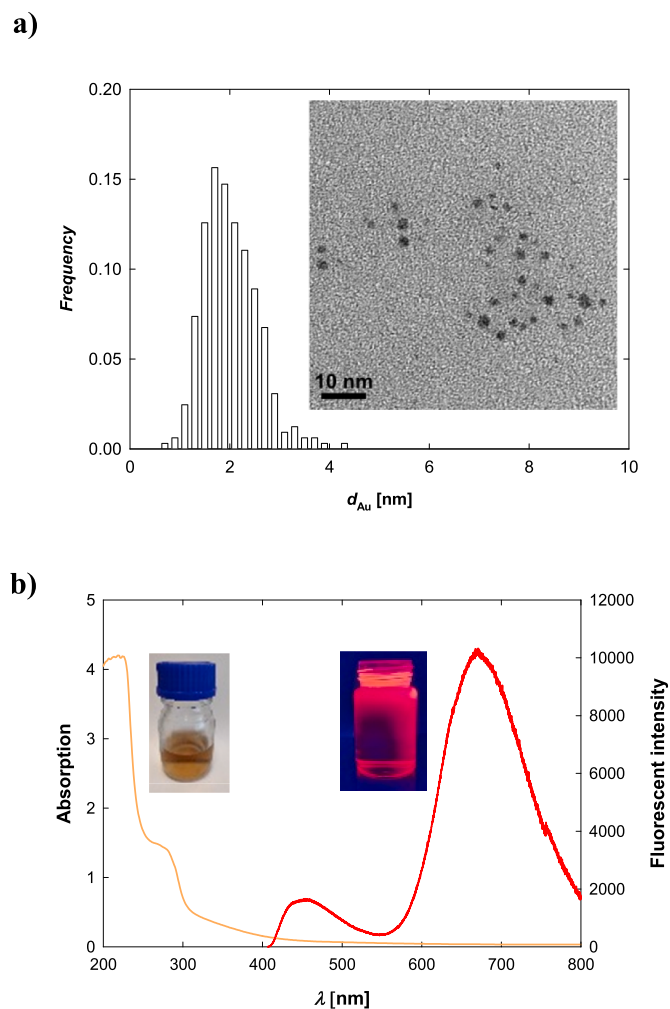 a)
0.20
0.15
0.10
0.05
0.00
Frequency
10 nm
0 2 4 6 8 10
d_Au [nm]
b)
5
4
3
2
1
0
Absorption
12000
10000
8000
6000
4000
2000
0
Fluorescent intensity
200 300 400 500 600 700 800
λ [nm]